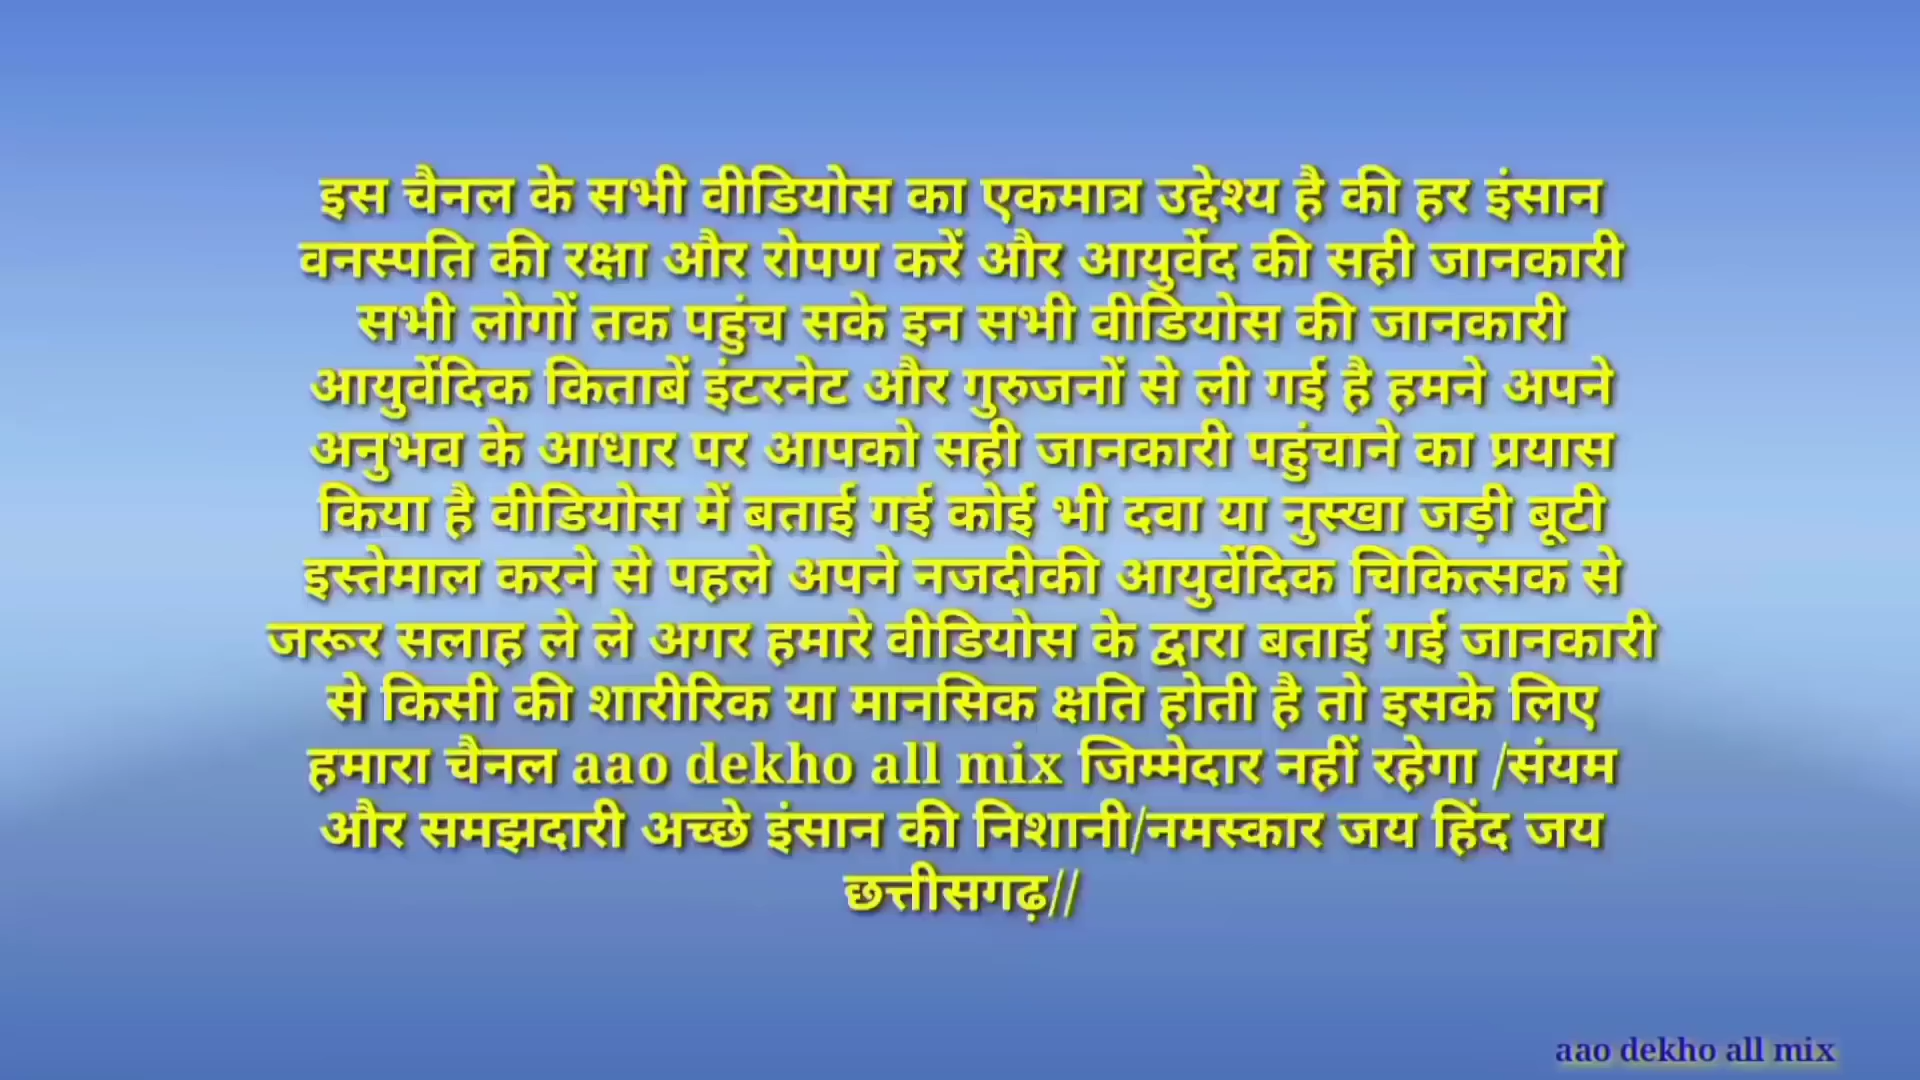 इस चैनल के सभी वीडियोस का एकमात्र उद्देश्य है की हर इंसान
वनस्पति की रक्षा और रोपण करें और आयुर्वेद की सही जानकारी
सभी लोगों तक पहुंच सके इन सभी वीडियोस की जानकारी
आयुर्वेदिक किताबें इंटरनेट और गुरुजनों से ली गई है हमने अपने
अनुभव के आधार पर आपको सही जानकारी पहुंचाने का प्रयास
किया है वीडियोस में बताई गई कोई भी दवा या नुस्खा जड़ी बूटी
इस्तेमाल करने से पहले अपने नजदीकी आयुर्वेदिक चिकित्सक से
जरूर सलाह ले ले अगर हमारे वीडियोस के द्वारा बताई गई जानकारी
से किसी की शारीरिक या मानसिक क्षति होती है तो इसके लिए
हमारा चैनल aao dekho all mix जिम्मेदार नहीं रहेगा /संयम
और समझदारी अच्छे इंसान की निशानी/नमस्कार जय हिंद जय
छत्तीसगढ़//
aao dekho all mix